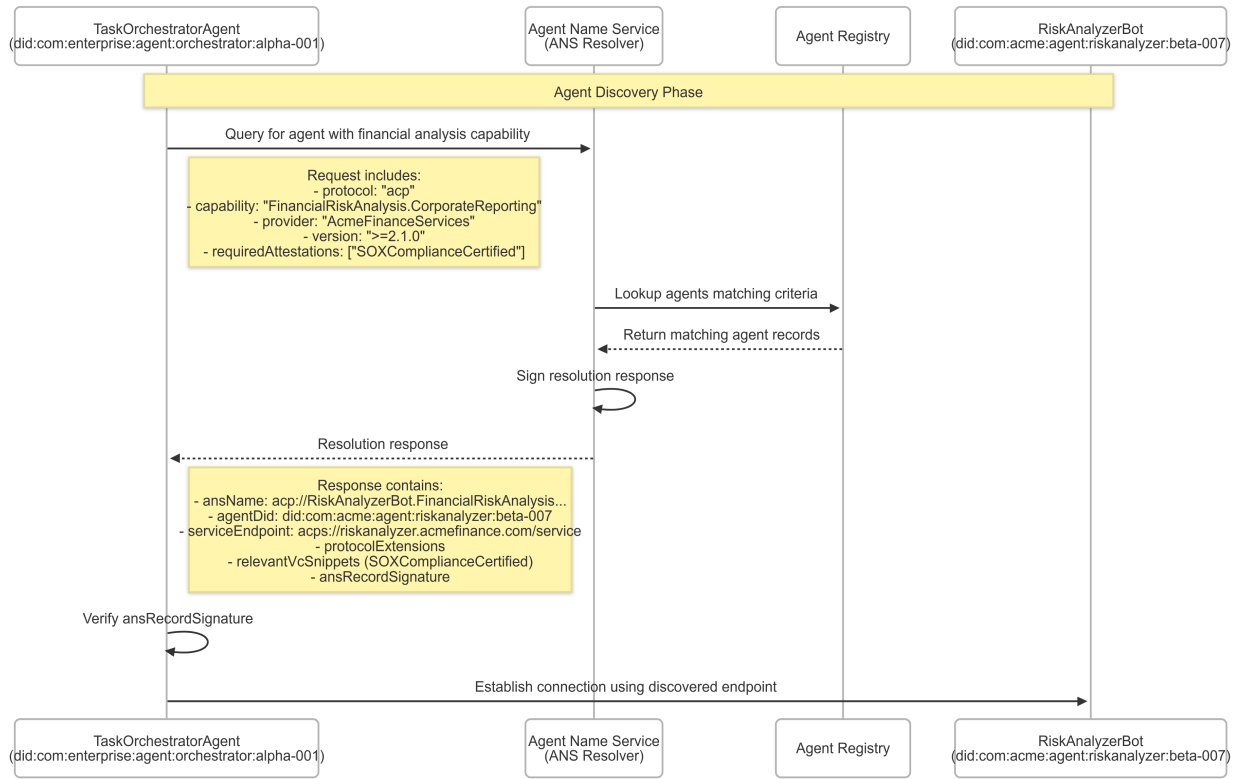 TaskOrchestratorAgent
(did:com:enterprise:agent:orchestrator:alpha-001)
Agent Name Service
(ANS Resolver)
Agent Registry
RiskAnalyzerBot
(did:com:acme:agent:riskanalyzer:beta-007)
Agent Discovery Phase
Query for agent with financial analysis capability
Request includes:
- protocol: "acp"
- capability: "FinancialRiskAnalysis.CorporateReporting"
- provider: "AcmeFinanceServices"
- version: ">=2.1.0"
- requiredAttestations: ["SOXComplianceCertified"]
Lookup agents matching criteria
Return matching agent records
Sign resolution response
Resolution response
Response contains:
- ansName: acp://RiskAnalyzerBot.FinancialRiskAnalysis...
- agentDid: did:com:acme:agent:riskanalyzer:beta-007
- serviceEndpoint: acps://riskanalyzer.acmefinance.com/service
- protocolExtensions
- relevantVcSnippets (SOXComplianceCertified)
- ansRecordSignature
Verify ansRecordSignature
Establish connection using discovered endpoint
TaskOrchestratorAgent
(did:com:enterprise:agent:orchestrator:alpha-001)
Agent Name Service
(ANS Resolver)
Agent Registry
RiskAnalyzerBot
(did:com:acme:agent:riskanalyzer:beta-007)